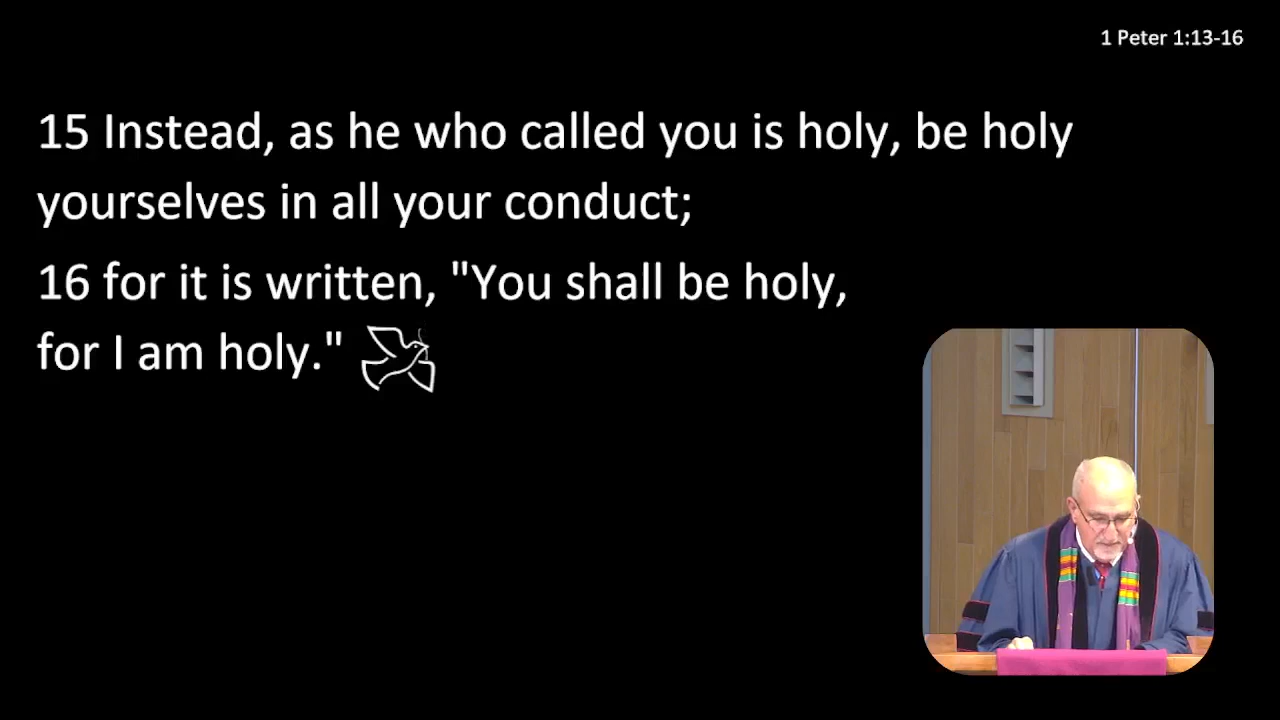 1 Peter 1:13-16
15 Instead, as he who called you is holy, be holy
yourselves in all your conduct;
16 for it is written, "You shall be holy,
for I am holy."